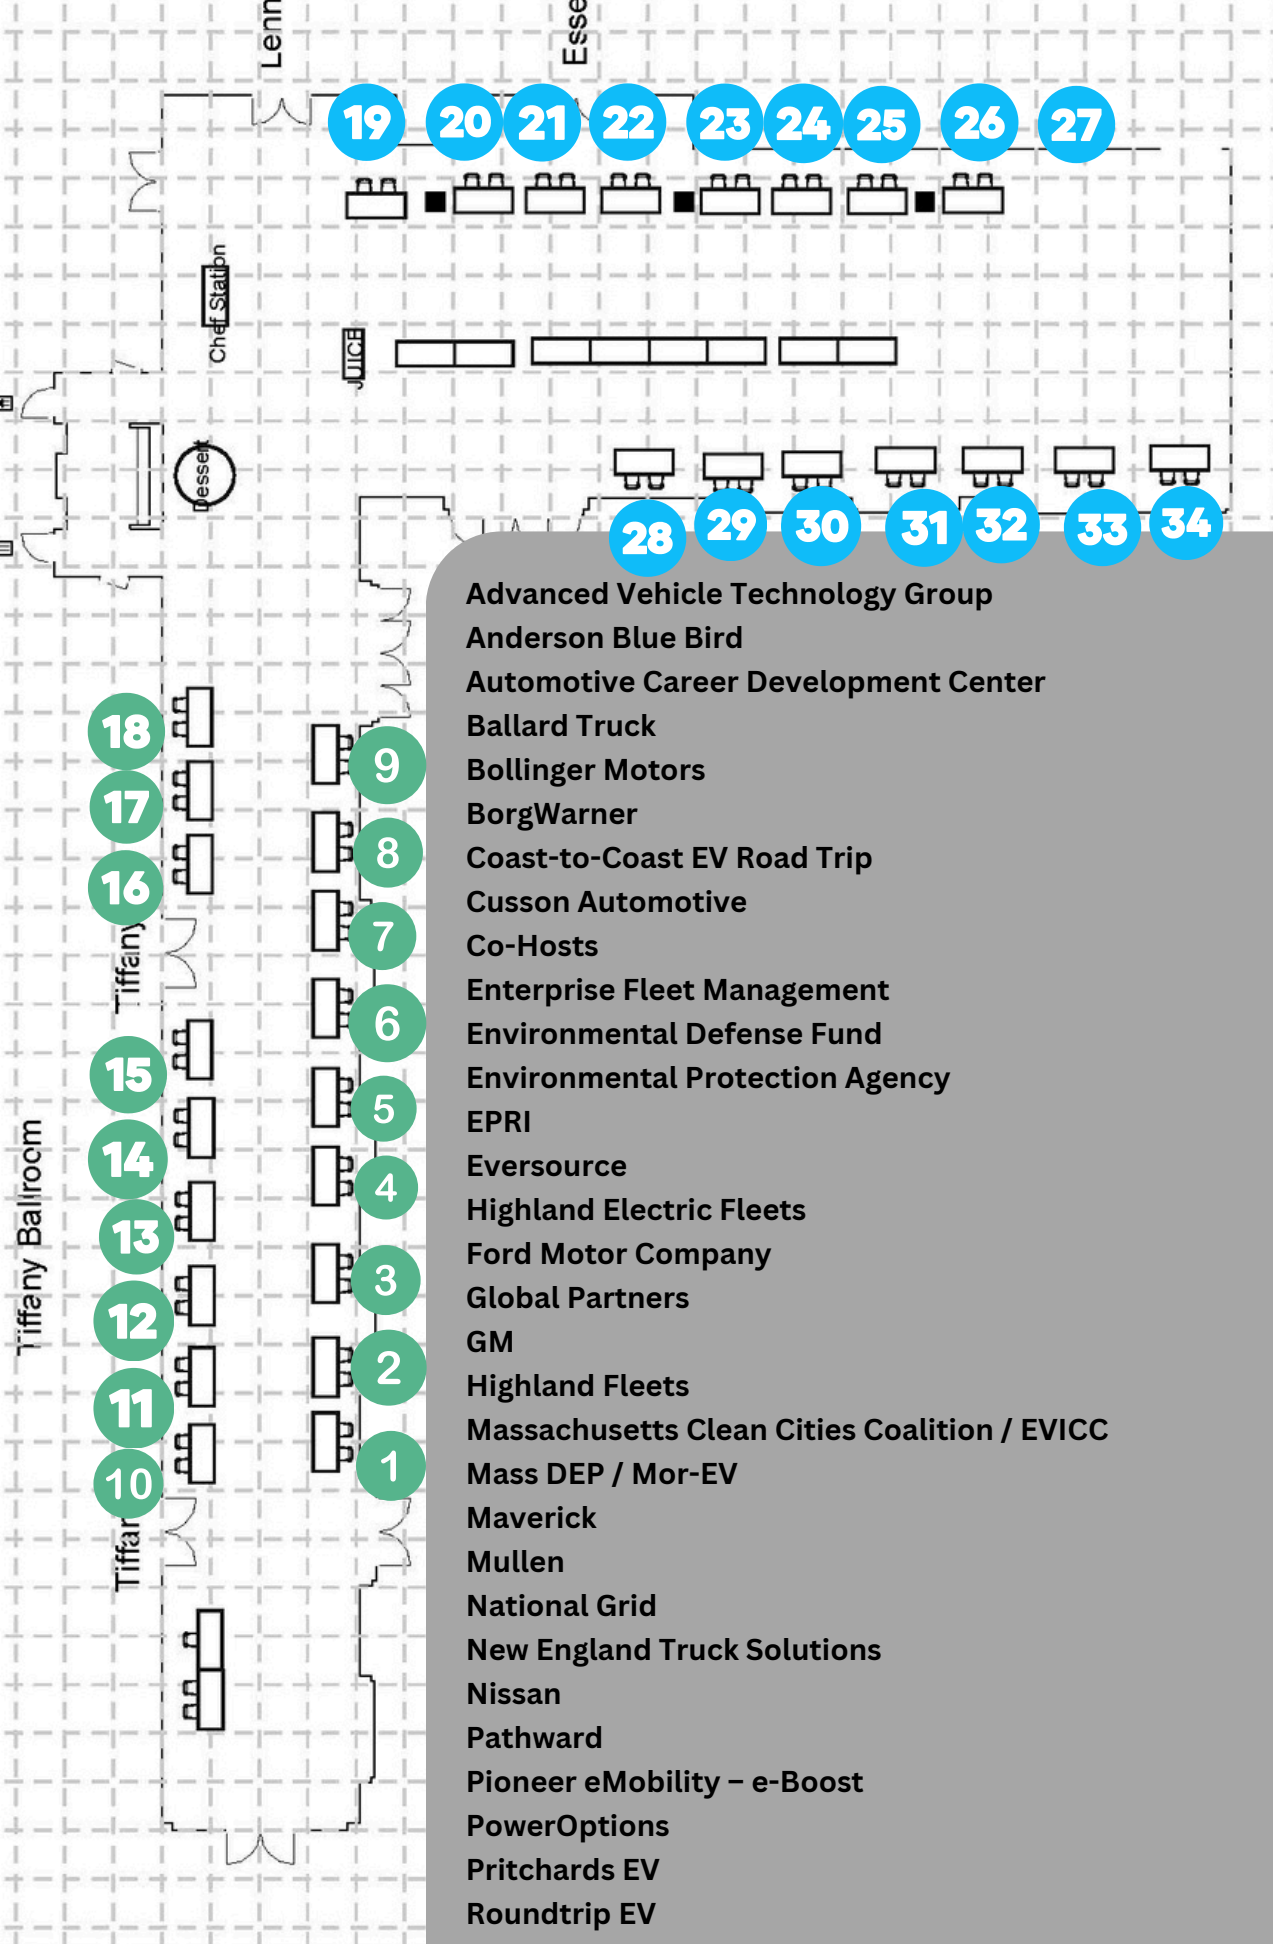 Lenn
Esse
19 20 21 22 23 24 25 26 27
Chef Station
JUICE
Dessert
28 29 30 31 32 33 34
18
17
16
9
8
7
6
5
4
3
2
1
Tiffany
15
14
13
12
11
10
Tiffany Ballroom
Tiffar
Advanced Vehicle Technology Group
Anderson Blue Bird
Automotive Career Development Center
Ballard Truck
Bollinger Motors
BorgWarner
Coast-to-Coast EV Road Trip
Cusson Automotive
Co-Hosts
Enterprise Fleet Management
Environmental Defense Fund
Environmental Protection Agency
EPRI
Eversource
Highland Electric Fleets
Ford Motor Company
Global Partners
GM
Highland Fleets
Massachusetts Clean Cities Coalition / EVICC
Mass DEP / Mor-EV
Maverick
Mullen
National Grid
New England Truck Solutions
Nissan
Pathward
Pioneer eMobility – e-Boost
PowerOptions
Pritchards EV
Roundtrip EV